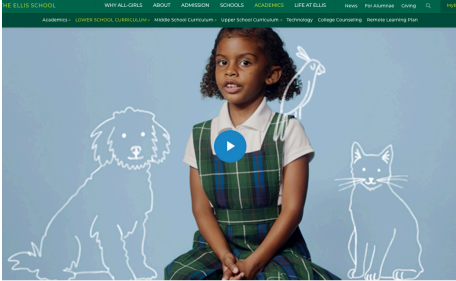 THE ELLIS SCHOOL WHY ALL-GIRLS ABOUT ADMISSION SCHOOLS ACADEMICS LIFE AT ELLIS News For Alumnae Giving
Academics LOWER SCHOOL CURRICULUM Middle School Curriculum Upper School Curriculum Technology College Counseling Remote Learning Plan